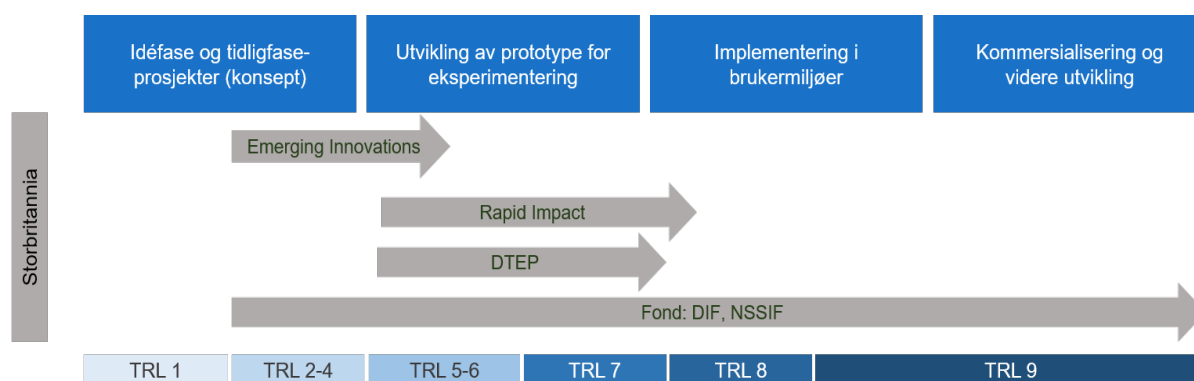 Idéfase og tidligfase-
prosjekter (konsept)
Utvikling av prototype for
eksperimentering
Implementering i
brukermiljøer
Kommersialisering og
videre utvikling
Storbritannia
Emerging Innovations
Rapid Impact
DTEP
Fond: DIF, NSSIF
TRL 1
TRL 2-4
TRL 5-6
TRL 7
TRL 8
TRL 9